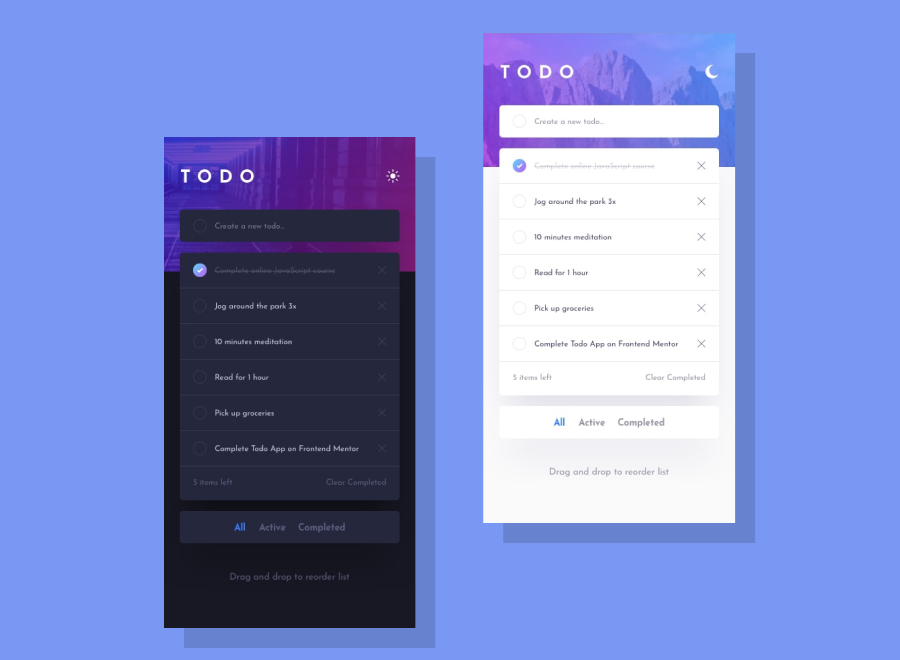 TODO
Create a new todo...
Complete online JavaScript course
Jog around the park 3x
10 minutes meditation
Read for 1 hour
Pick up groceries
Complete Todo App on Frontend Mentor
5 items left Clear Completed
All Active Completed
Drag and drop to reorder list
TODO
Create a new todo...
Complete online JavaScript course
Jog around the park 3x
10 minutes meditation
Read for 1 hour
Pick up groceries
Complete Todo App on Frontend Mentor
5 items left Clear Completed
All Active Completed
Drag and drop to reorder list